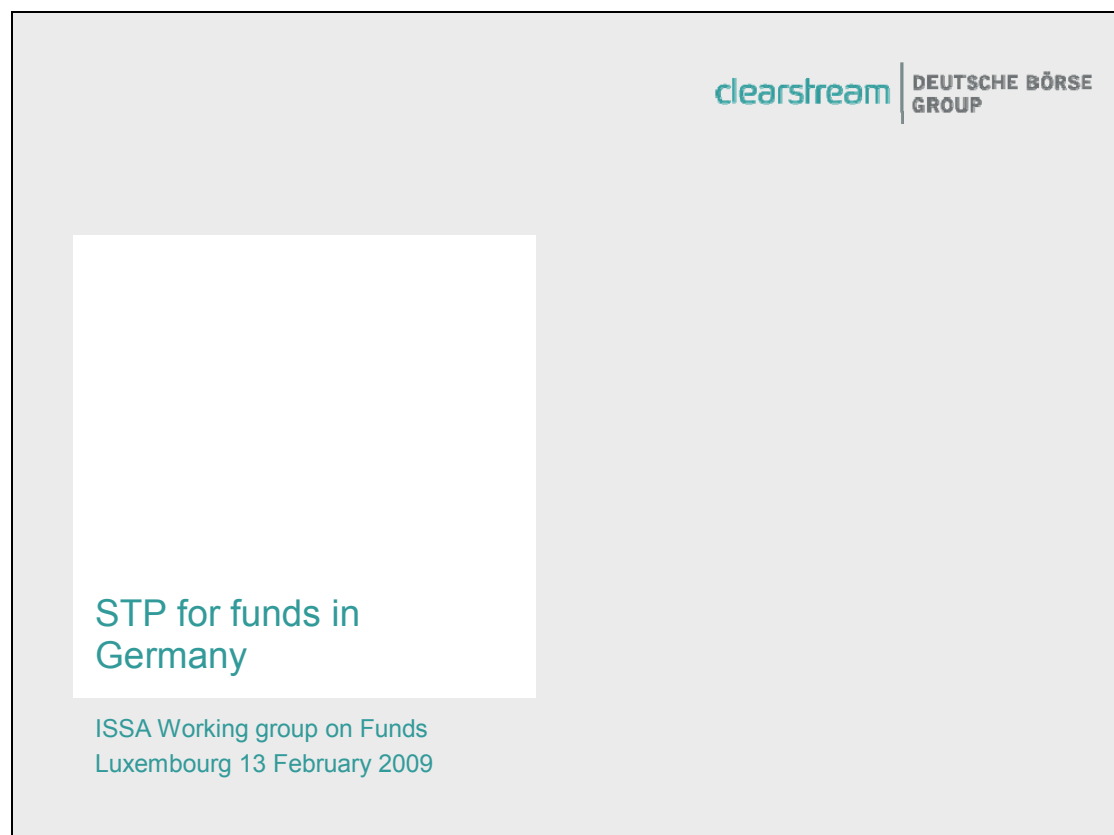 clearstream
DEUTSCHE BÖRSE
GROUP
STP for funds in
Germany
ISSA Working group on Funds
Luxembourg 13 February 2009